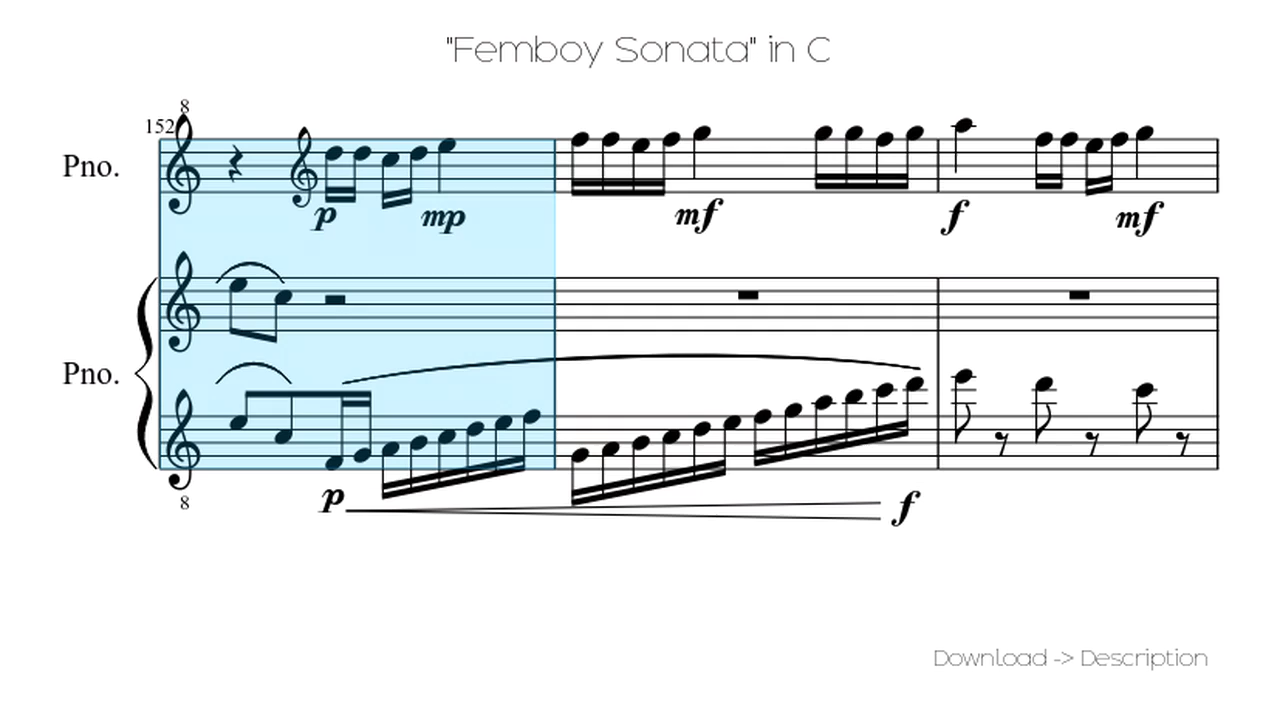 "Femboy Sonata" in C
8
152
Pno.
p mp mf f mf
Pno.
p f
8
Download -> Description